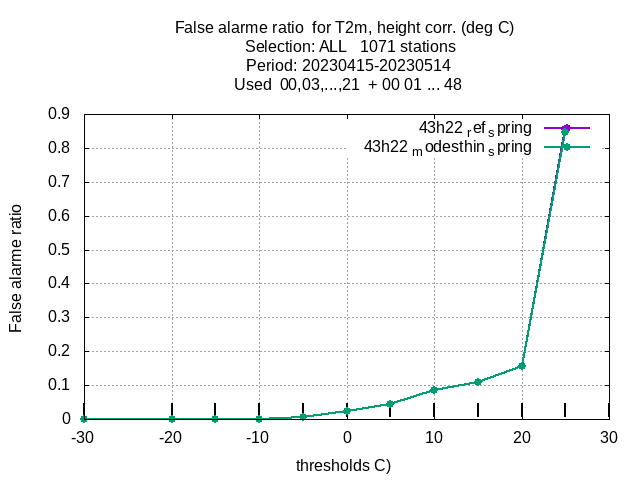 False alarme ratio  for T2m, height corr. (deg C)
Selection: ALL   1071 stations
Period: 20230415-20230514
Used  00,03,...,21  + 00 01 ... 48
43h22 ref spring
43h22 modesthin spring
0.9
0.8
0.7
0.6
0.5
0.4
0.3
0.2
0.1
0
False alarme ratio
-30 -20 -10 0 10 20 30
thresholds C)